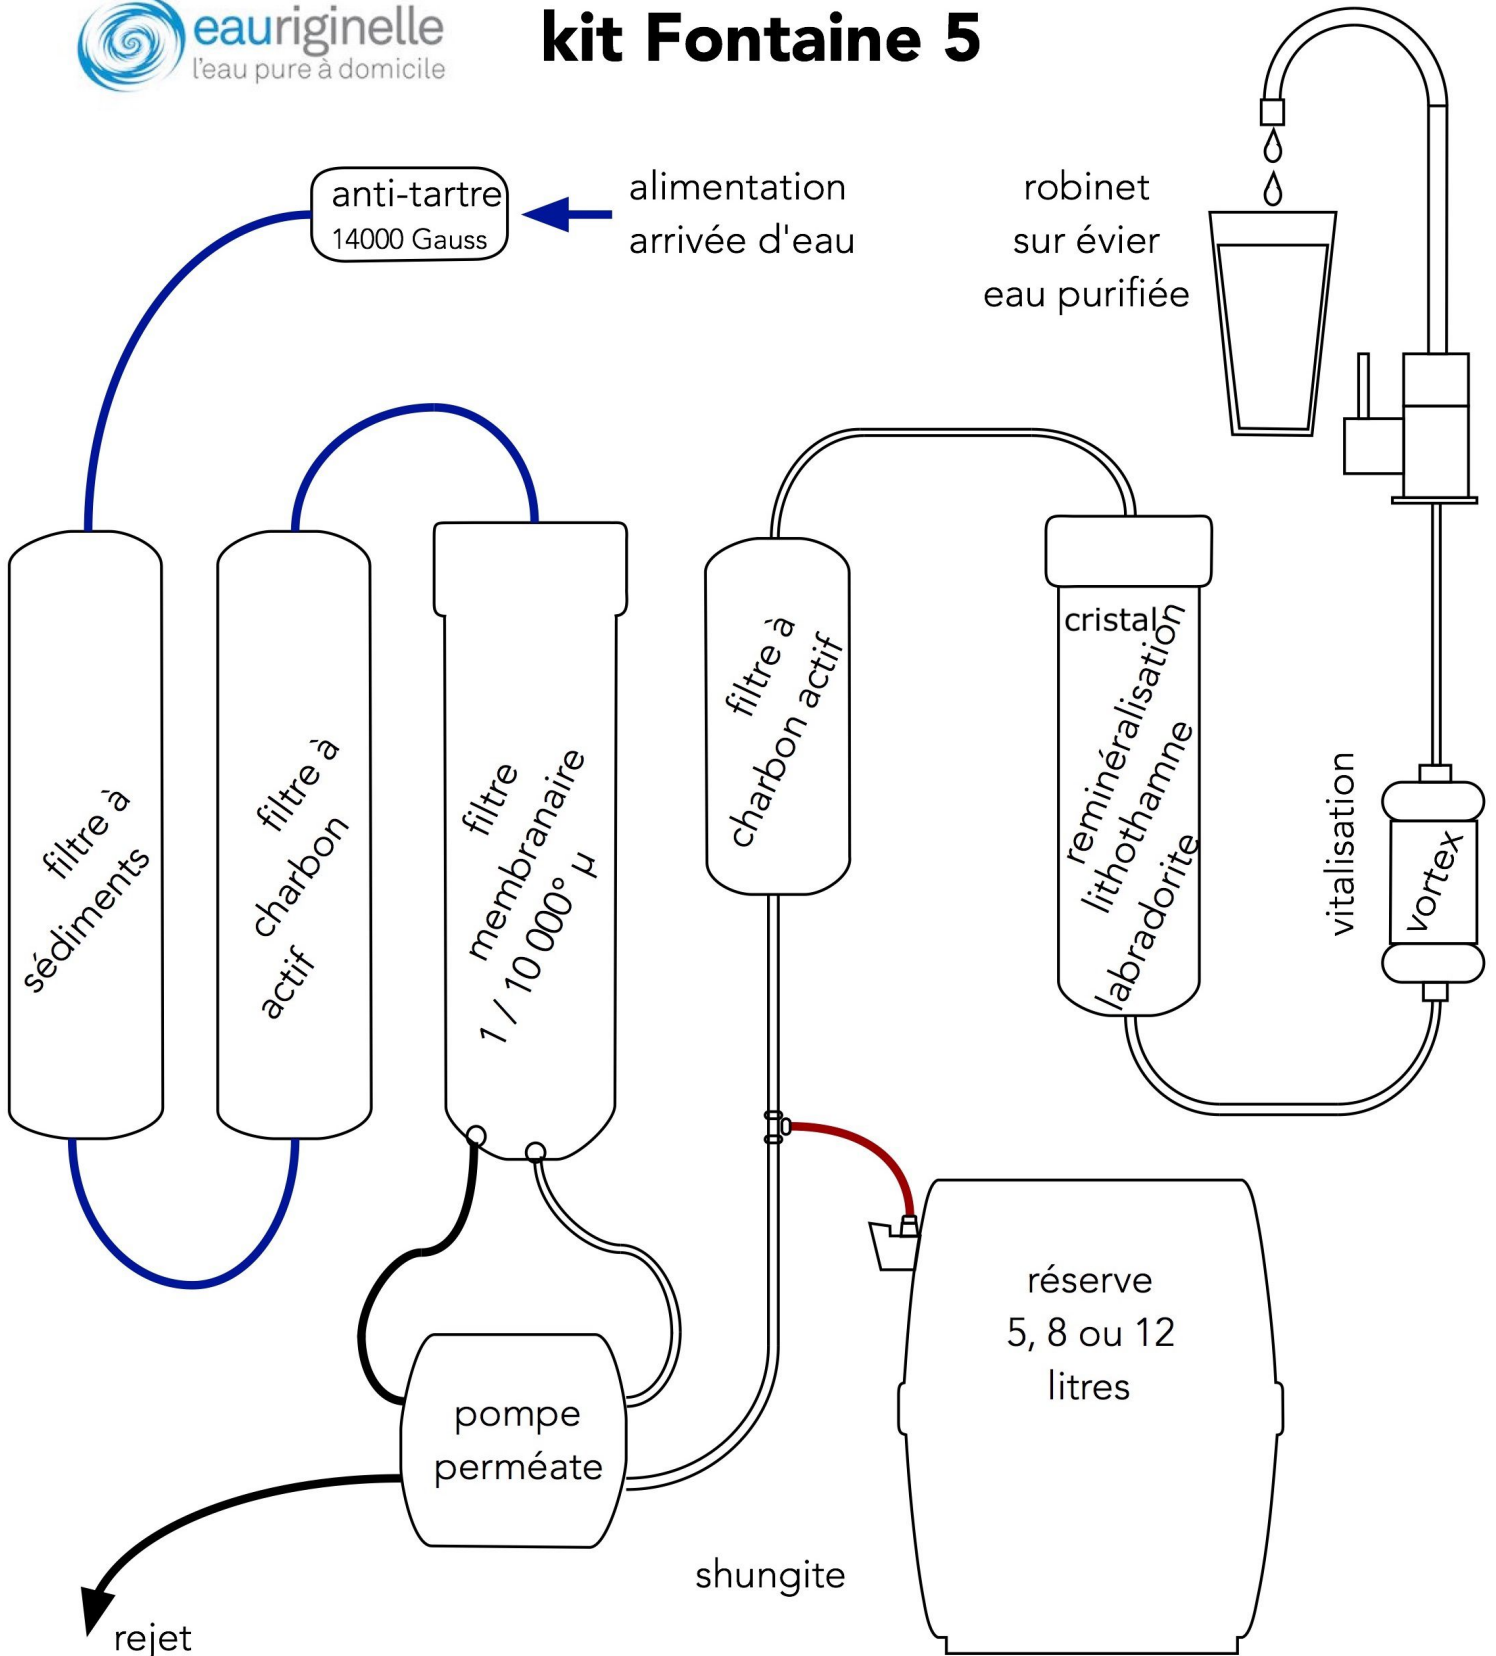 eauriginelle
l'eau pure à domicile
kit Fontaine 5
anti-tartre
14000 Gauss
alimentation
arrivée d'eau
robinet
sur évier
eau purifiée
filtre à
sédiments
filtre à
charbon
actif
filtre
membranaire
1 / 10 000° µ
filtre à
charbon actif
cristal
reminéralisation
lithothamne
labradorite
vitalisation
vortex
réserve
5, 8 ou 12
litres
pompe
perméate
shungite
rejet